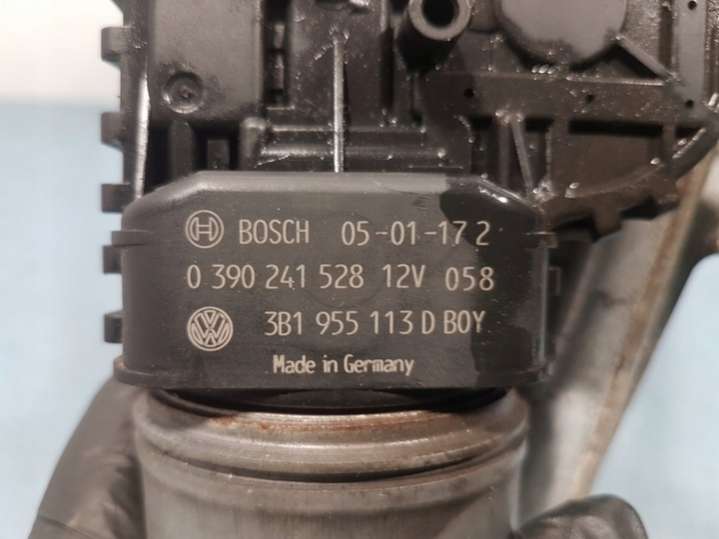 BOSCH 05-01-17 2
0 390 241 528 12V 058
3B1 955 113 D BOY
Made in Germany